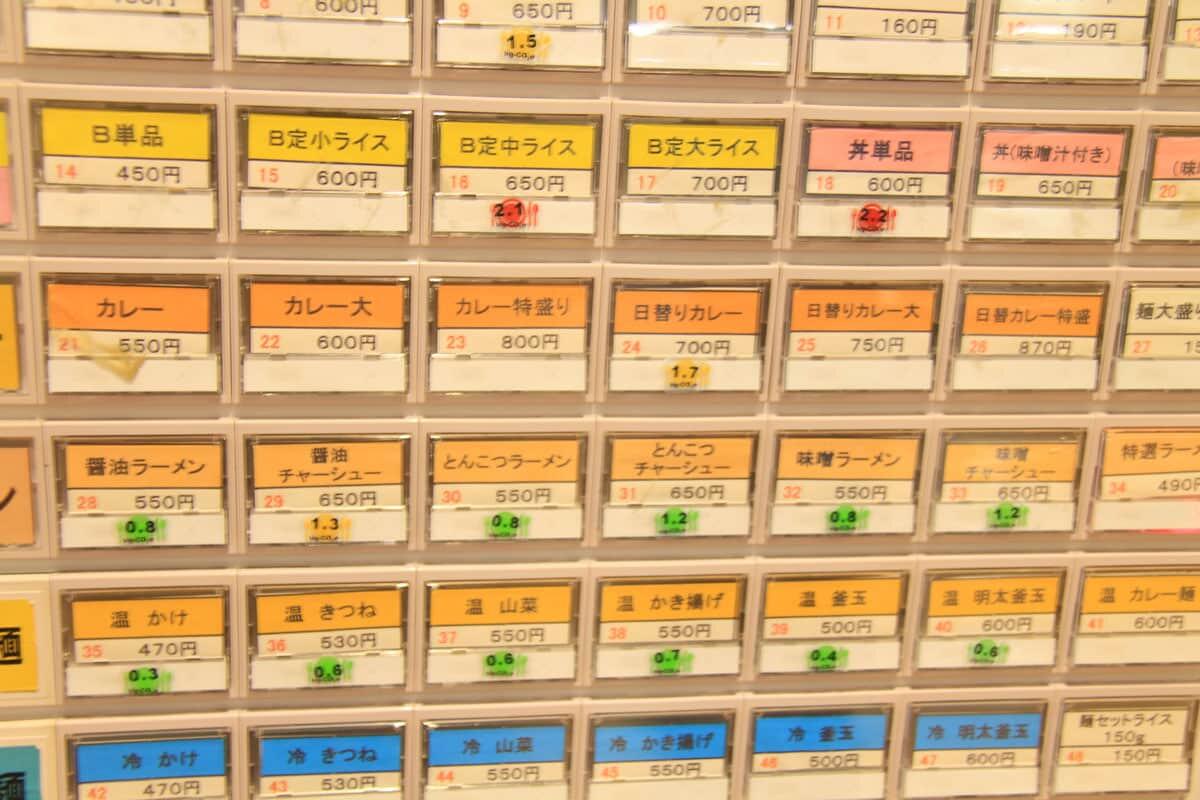 8 600円
9 650円
1.5
10 700円
11 160円
190円
13
B単品
14 450円
B定小ライス
15 600円
B定中ライス
16 650円
2.1
B定大ライス
17 700円
丼単品
18 600円
2.2
丼(味噌汁付き)
19 650円
(味
20
カレー
21 550円
カレー大
22 600円
カレー特盛り
23 800円
日替りカレー
24 700円
1.7
日替りカレー大
25 750円
日替カレー特盛
26 870円
麺大盛
27 15
醤油ラーメン
28 550円
0.8
醤油
チャーシュー
29 650円
1.3
とんこつラーメン
30 550円
0.8
とんこつ
チャーシュー
31 650円
1.2
味噌ラーメン
32 550円
0.8
味噌
チャーシュー
33 650円
1.2
特選ラー
34 490円
温 かけ
35 470円
0.3
温 きつね
36 530円
0.6
温 山菜
37 550円
0.6
温 かき揚げ
38 550円
0.7
温 釜玉
39 500円
0.4
温 明太釜玉
40 600円
0.6
温 カレー麺
41 600円
冷 かけ
42 470円
冷 きつね
43 530円
冷 山菜
44 550円
冷 かき揚げ
45 550円
冷 釜玉
46 500円
冷 明太釜玉
47 600円
麺セットライス
150g
48 150円